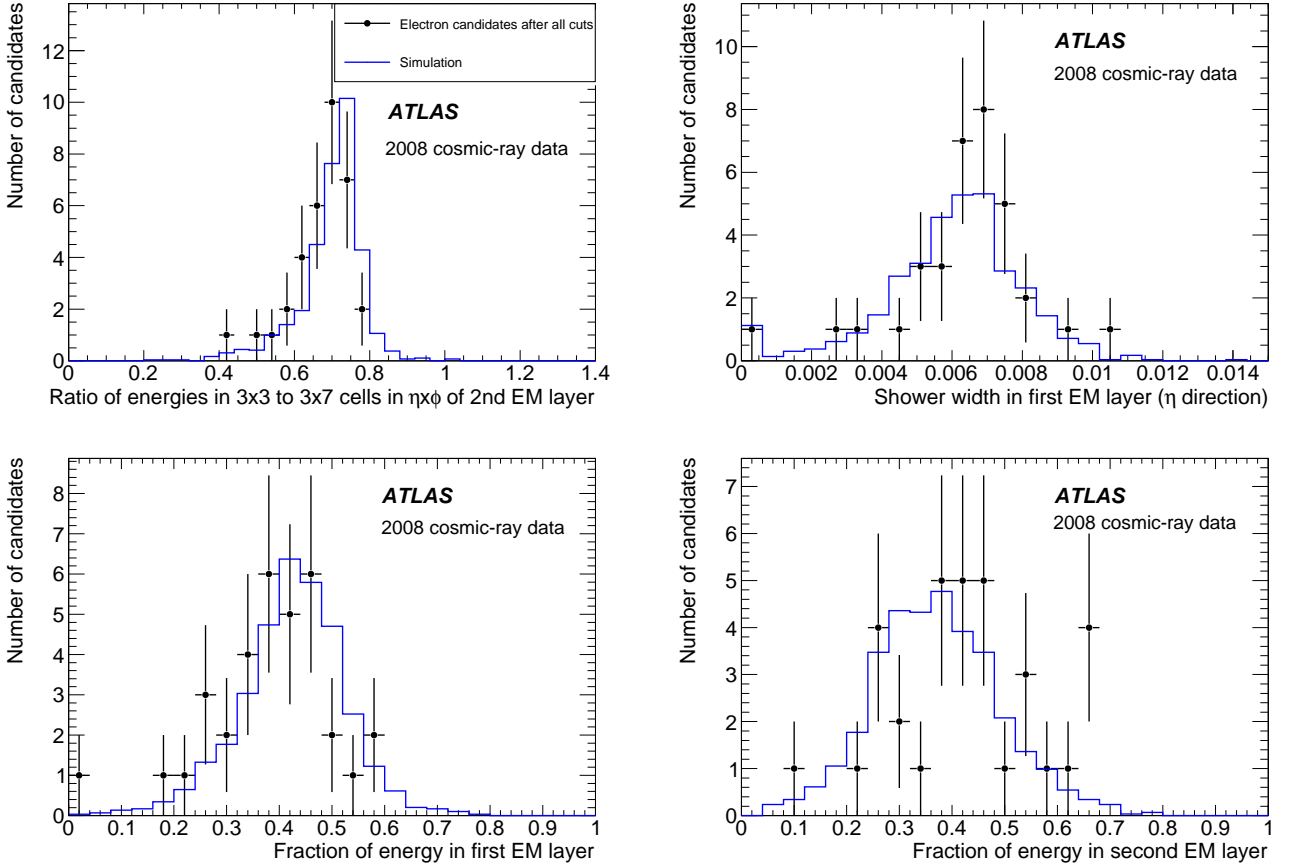 Number of candidates
12
10
8
6
4
2
0
Electron candidates after all cuts
Simulation
ATLAS
2008 cosmic-ray data
0 0.2 0.4 0.6 0.8 1 1.2 1.4
Ratio of energies in 3x3 to 3x7 cells in ηxϕ of 2nd EM layer
Number of candidates
10
8
6
4
2
0
ATLAS
2008 cosmic-ray data
0 0.002 0.004 0.006 0.008 0.01 0.012 0.014
Shower width in first EM layer (η direction)
Number of candidates
8
7
6
5
4
3
2
1
0
ATLAS
2008 cosmic-ray data
0 0.1 0.2 0.3 0.4 0.5 0.6 0.7 0.8 0.9 1
Fraction of energy in first EM layer
Number of candidates
7
6
5
4
3
2
1
0
ATLAS
2008 cosmic-ray data
0 0.1 0.2 0.3 0.4 0.5 0.6 0.7 0.8 0.9 1
Fraction of energy in second EM layer